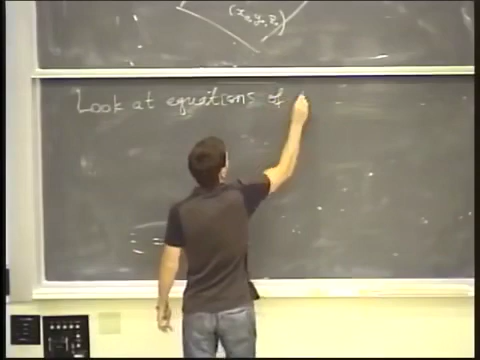 (x₀, y₀, z₀)
Look at equations of